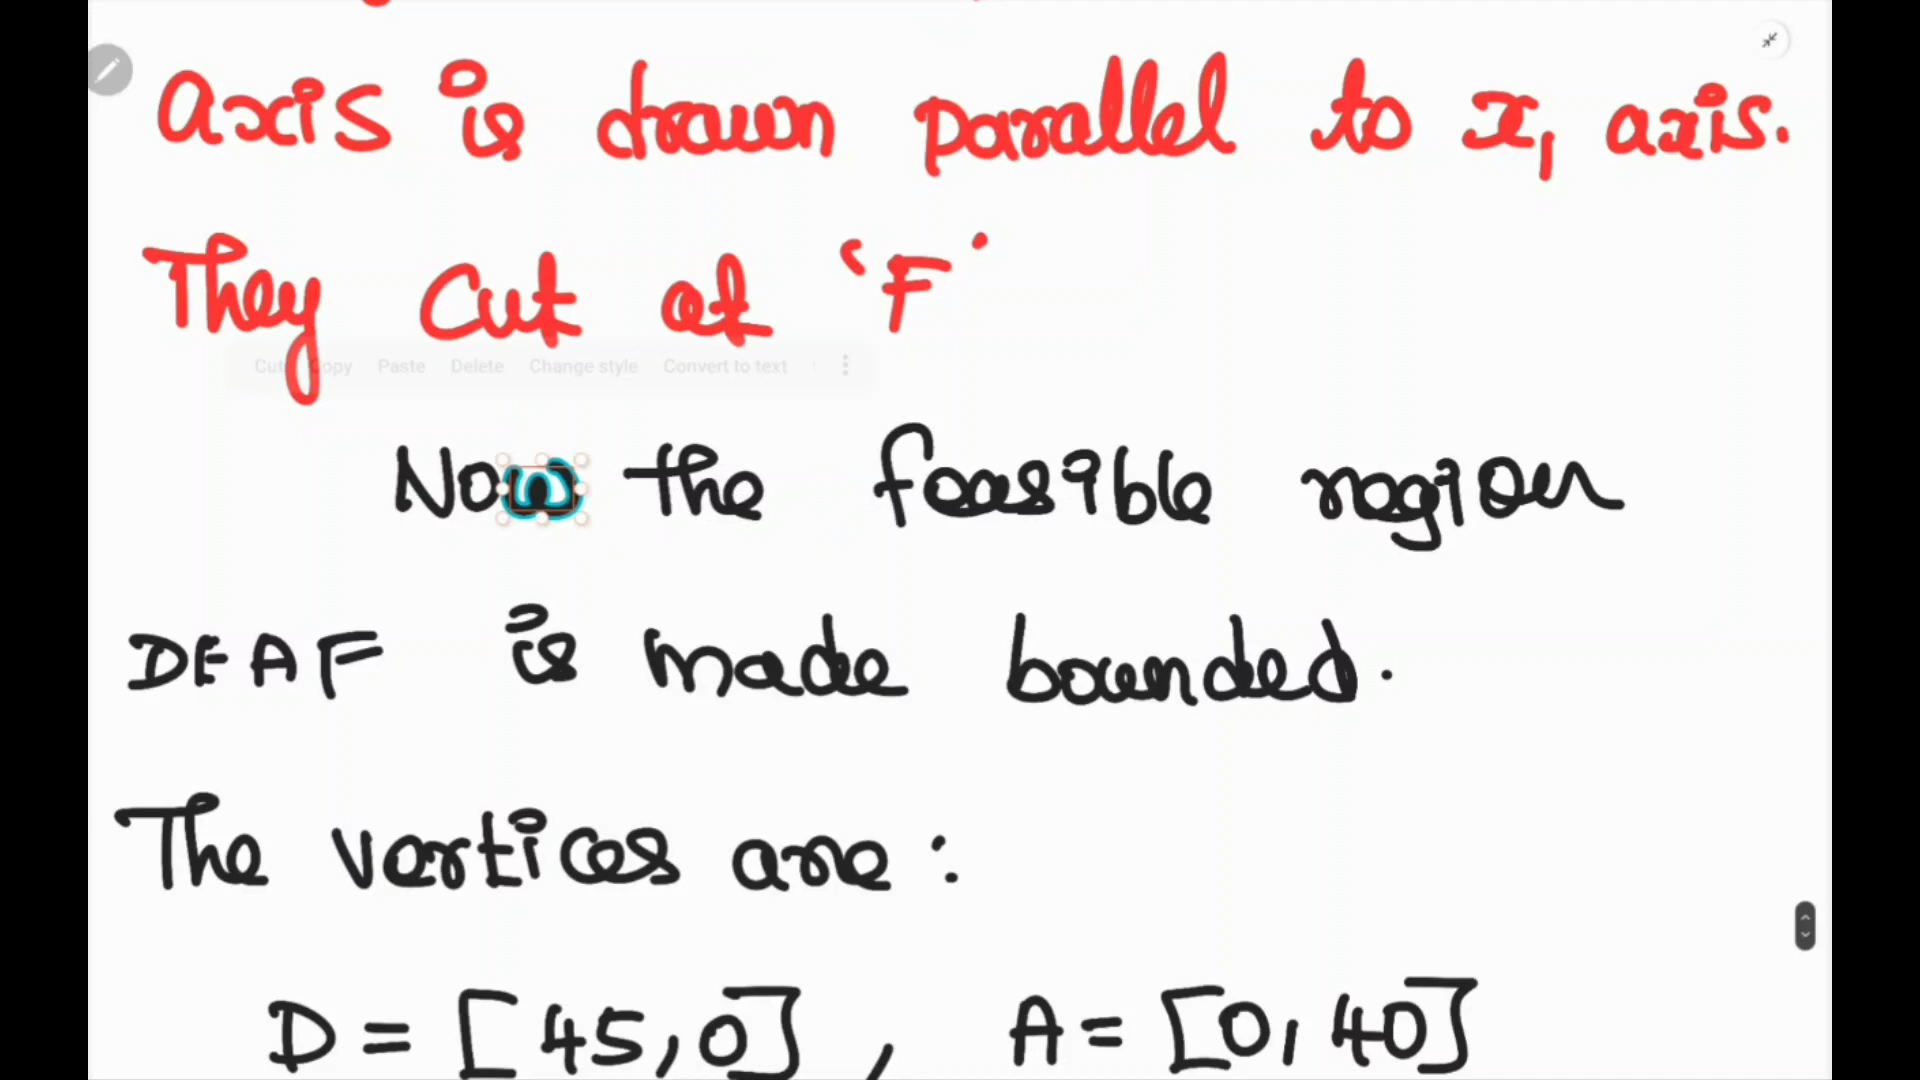 axis is drawn parallel to x, axis.
They cut at 'F'
Cut Copy Paste Delete Change style Convert to text
Now the feasible region
DEAF is made bounded.
The vertices are :
D = [45,0] , A = [0,40]